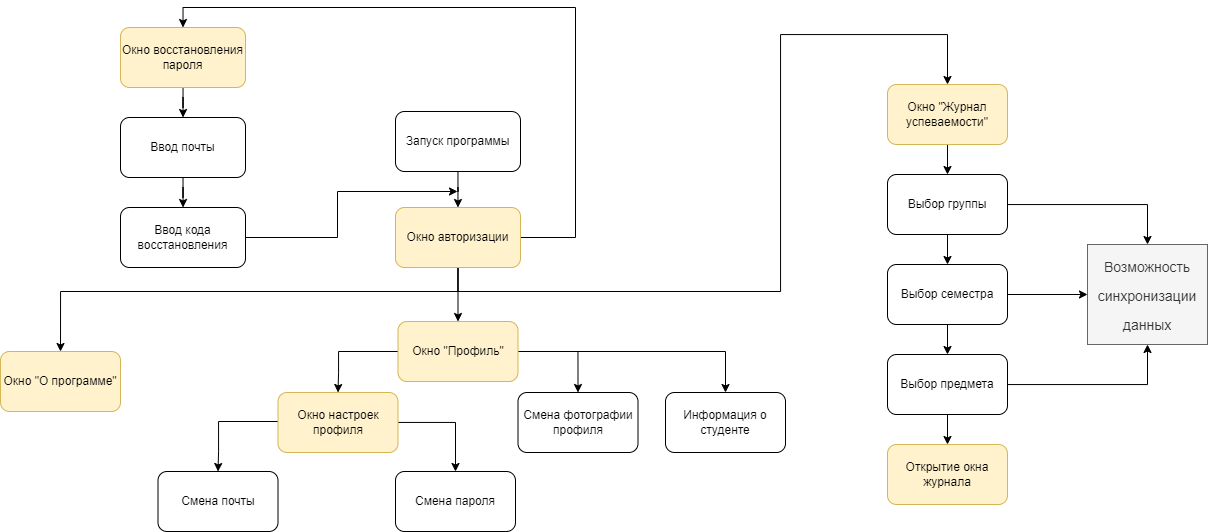 Окно восстановления
пароля
Ввод почты
Ввод кода
восстановления
Запуск программы
Окно авторизации
Окно "О программе"
Окно "Профиль"
Окно настроек
профиля
Смена фотографии
профиля
Информация о
студенте
Смена почты
Смена пароля
Окно "Журнал
успеваемости"
Выбор группы
Выбор семестра
Выбор предмета
Открытие окна
журнала
Возможность
синхронизации
данных